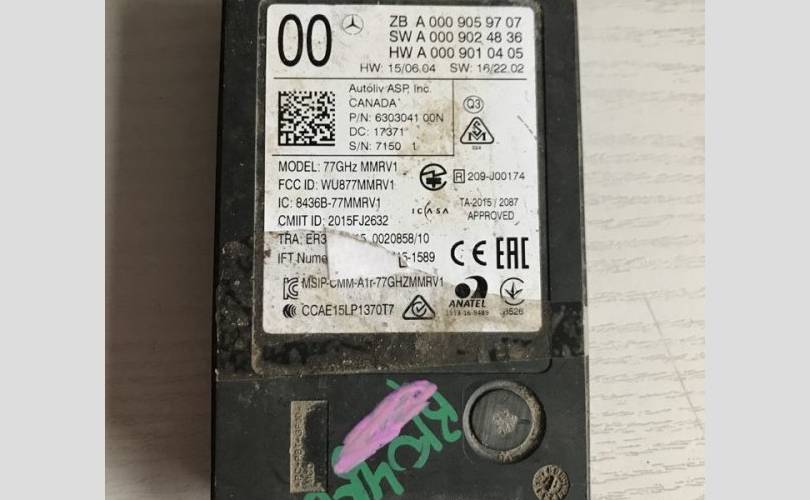 00
ZB A 000 905 97 07
SW A 000 902 48 36
HW A 000 901 04 05
HW: 15/06.04 SW: 16/22.02
Autoliv ASP, Inc.
CANADA
P/N: 6303041 00N
DC: 17371
S/N: 7150 1
Q3
MODEL: 77GHz MMRV1
FCC ID: WU877MMRV1
IC: 8436B-77MMRV1
CMIIT ID: 2015FJ2632
R 209-J00174
ICASA
TA-2015 / 2087
APPROVED
TRA: 0020858/10
IFT -1589
CE EAC
MSIP-CMM-A1r-77GHZMMRV1
CCAE15LP1370T7
ANATEL